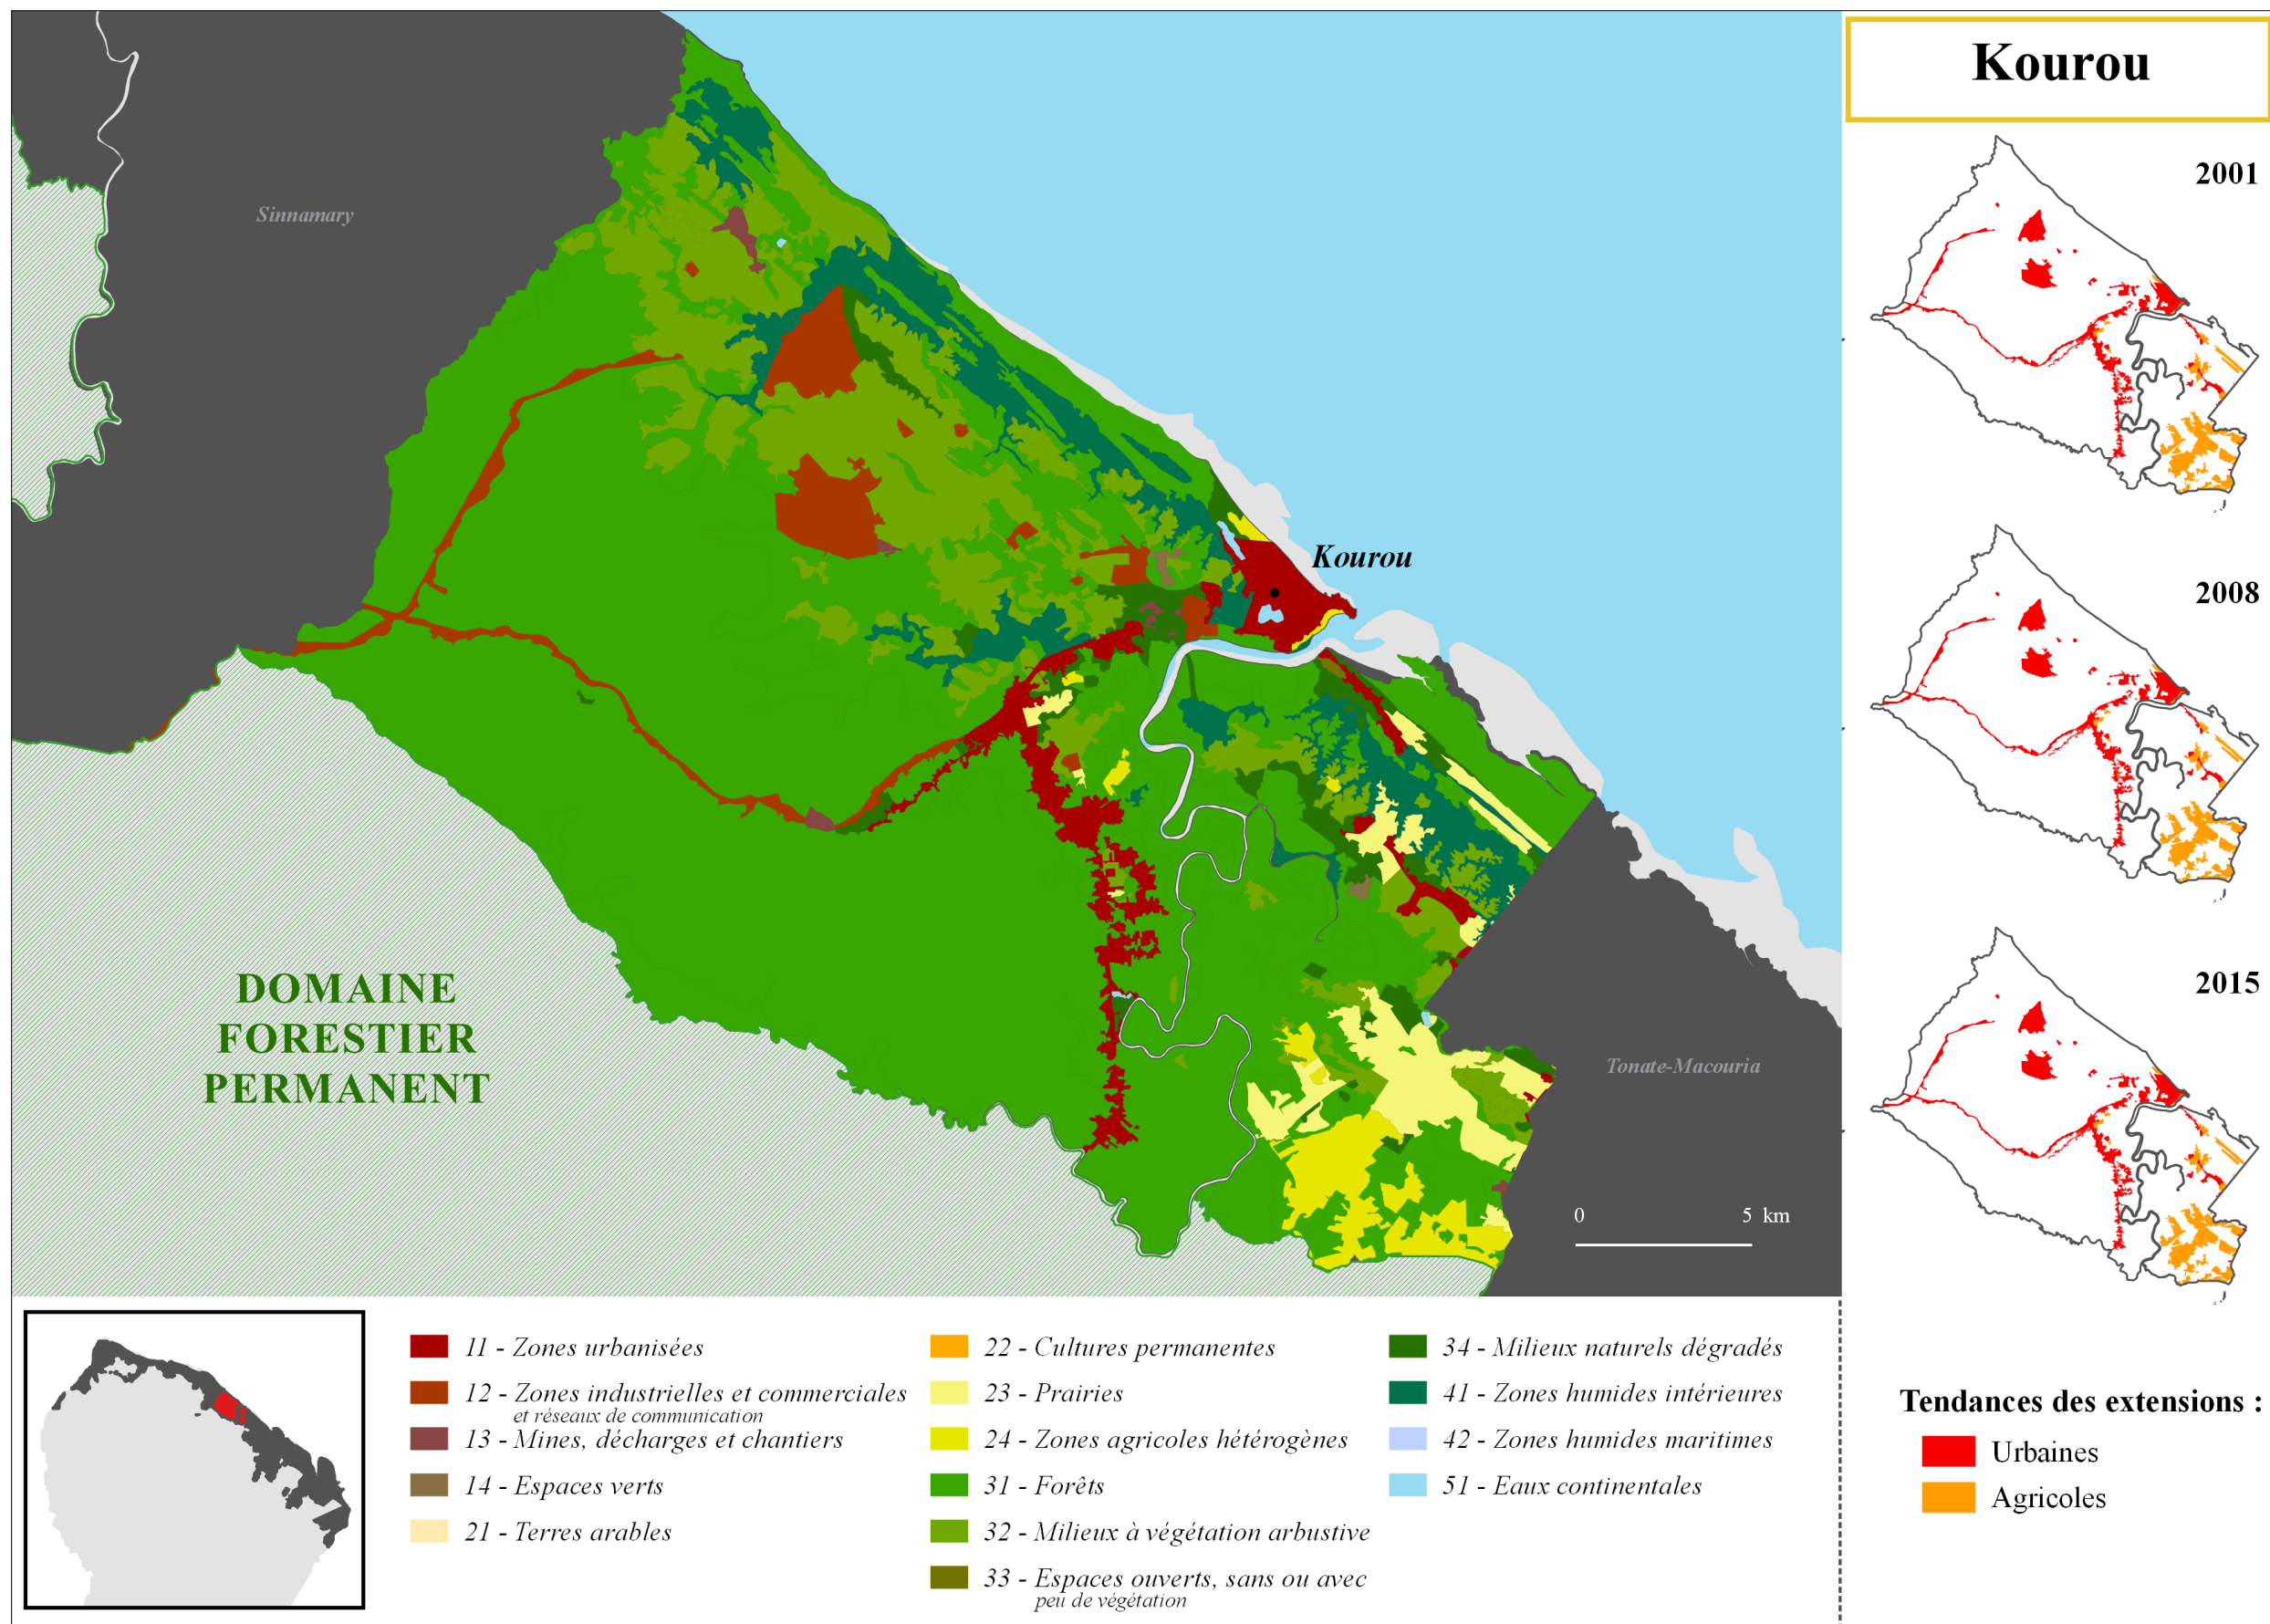 Kourou
2001
Sinnamary
Kourou
2008
2015
DOMAINE
FORESTIER
PERMANENT
Tonate-Macouria
0 5 km
11 - Zones urbanisées
12 - Zones industrielles et commerciales
et réseaux de communication
13 - Mines, décharges et chantiers
14 - Espaces verts
21 - Terres arables
22 - Cultures permanentes
23 - Prairies
24 - Zones agricoles hétérogènes
31 - Forêts
32 - Milieux à végétation arbustive
33 - Espaces ouverts, sans ou avec
peu de végétation
34 - Milieux naturels dégradés
41 - Zones humides intérieures
42 - Zones humides maritimes
51 - Eaux continentales
Tendances des extensions :
Urbaines
Agricoles